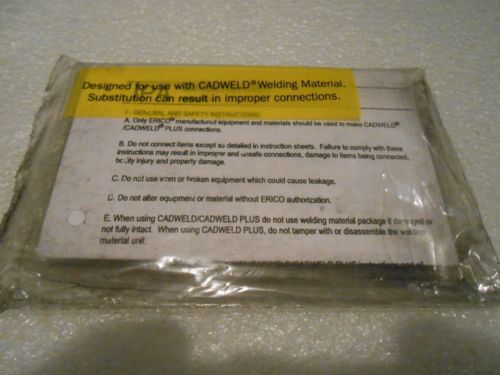 Designed for use with CADWELD® Welding Material.
Substitution can result in improper connections.
I - GENERAL AND SAFETY INSTRUCTIONS:
A. Only ERICO® manufactured equipment and materials should be used to make CADWELD®
/CADWELD® PLUS connections.
B. Do not connect items except as detailed in instruction sheets. Failure to comply with these
instructions may result in improper and unsafe connections, damage to items being connected,
bodily injury and property damage.
C. Do not use worn or broken equipment which could cause leakage.
D. Do not alter equipment or material without ERICO authorization.
E. When using CADWELD/CADWELD PLUS do not use welding material package if damaged or
not fully intact. When using CADWELD PLUS, do not tamper with or disassemble the welding
material unit.